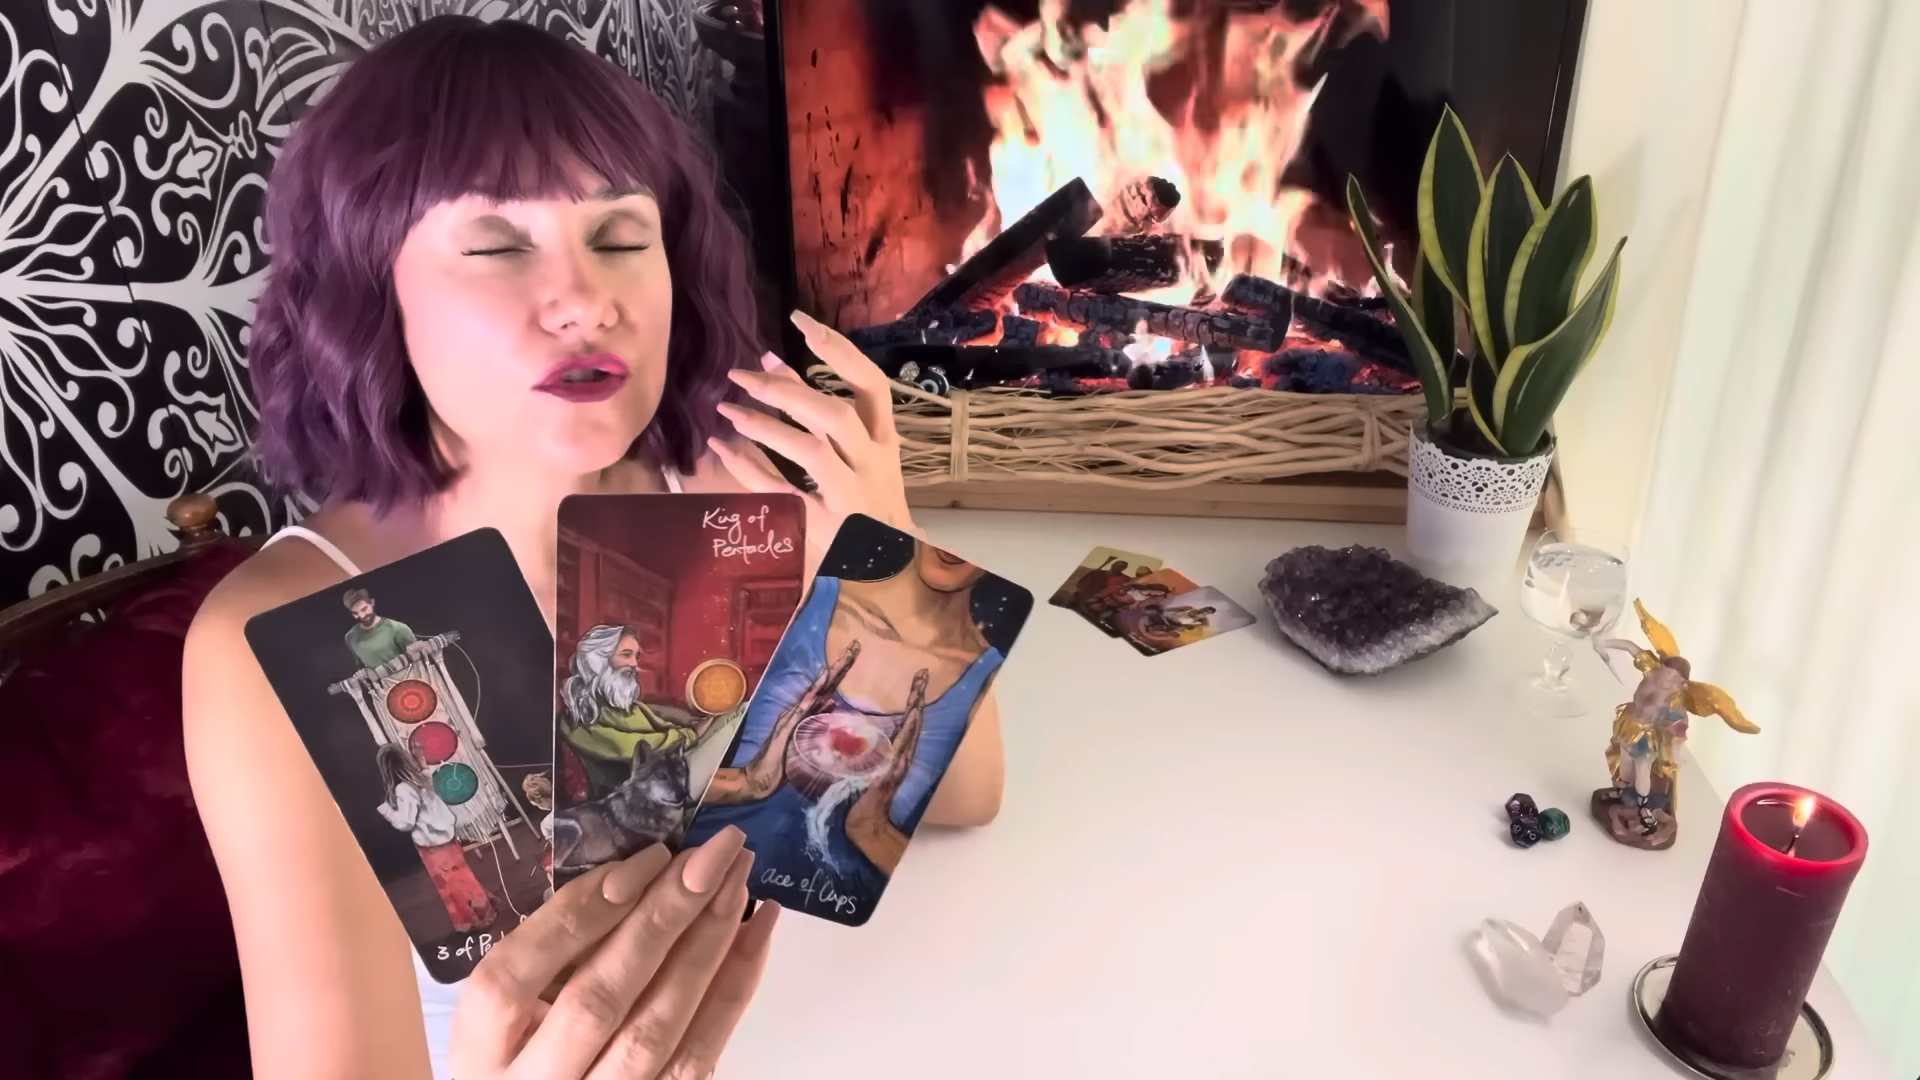 King of
Pentacles
ace of Cups
3 of